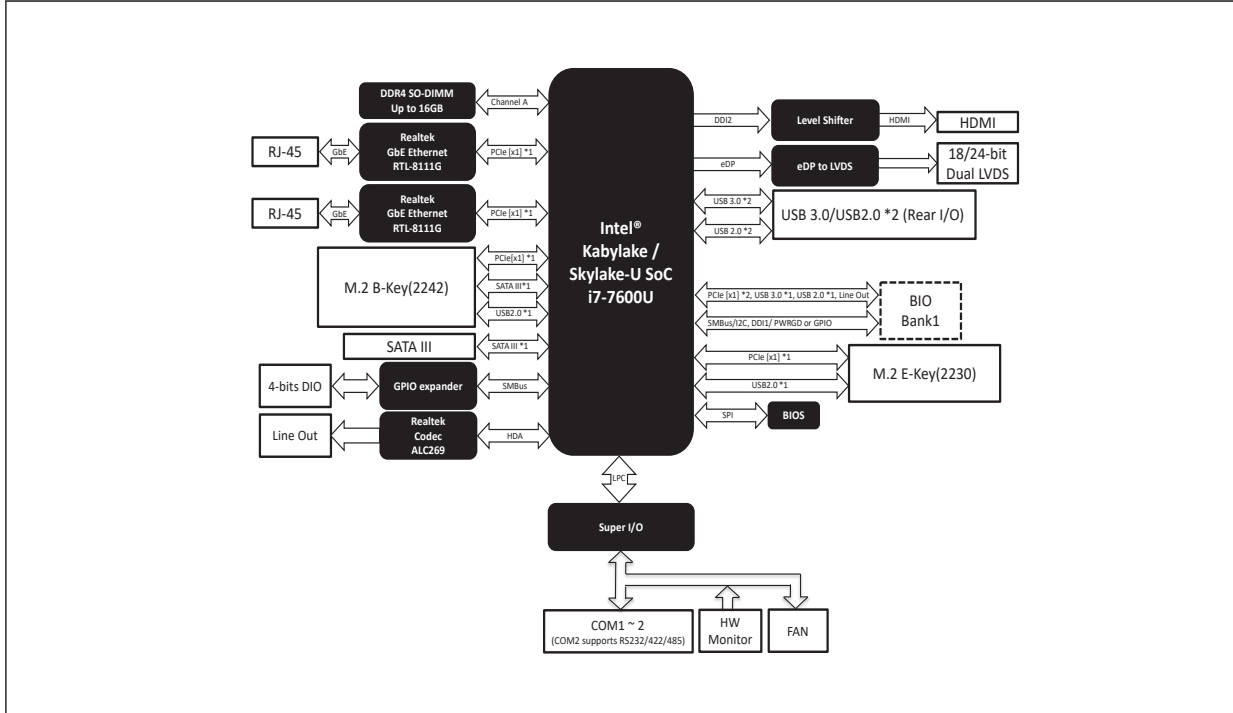 DDR4 SO-DIMM
Up to 16GB
Channel A
RJ-45
GbE
Realtek
GbE Ethernet
RTL-8111G
PCIe [x1] *1
RJ-45
GbE
Realtek
GbE Ethernet
RTL-8111G
PCIe [x1] *1
M.2 B-Key(2242)
PCIe[x1] *1
SATA III*1
USB2.0 *1
SATA III
SATA III *1
4-bits DIO
GPIO expander
SMBus
Line Out
Realtek
Codec
ALC269
HDA
Intel®
Kabylake /
Skylake-U SoC
i7-7600U
DDI2
Level Shifter
HDMI
HDMI
eDP
eDP to LVDS
18/24-bit
Dual LVDS
USB 3.0 *2
USB 2.0 *2
USB 3.0/USB2.0 *2 (Rear I/O)
PCIe [x1] *2, USB 3.0 *1, USB 2.0 *1, Line Out
SMBus/I2C, DDI1/ PWRGD or GPIO
BIO
Bank1
PCIe [x1] *1
USB2.0 *1
M.2 E-Key(2230)
SPI
BIOS
LPC
Super I/O
COM1 ~ 2
(COM2 supports RS232/422/485)
HW
Monitor
FAN